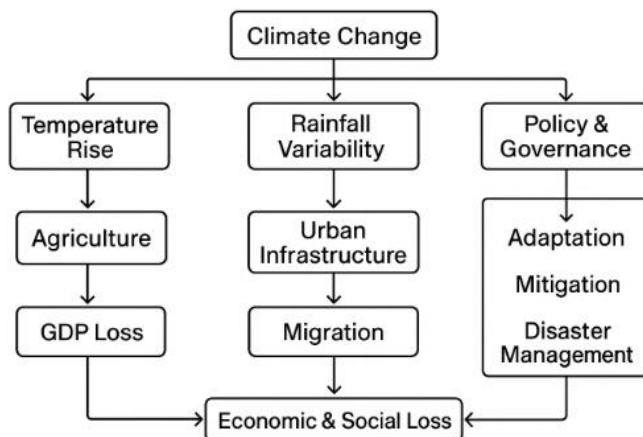 Climate Change
Temperature
Rise
Rainfall
Variability
Policy &
Governance
Agriculture
Urban
Infrastructure
Adaptation
Mitigation
Disaster
Management
GDP Loss
Migration
Economic & Social Loss